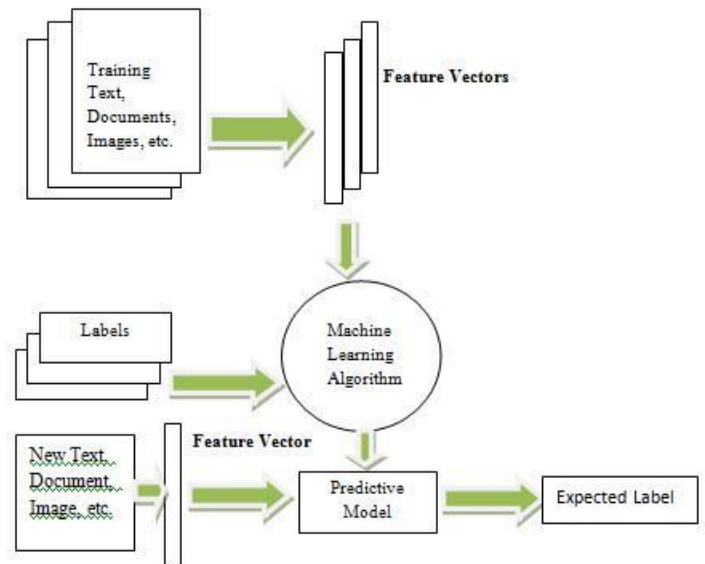 Training
Text,
Documents,
Images, etc.
Feature Vectors
Labels
Machine
Learning
Algorithm
New Text,
Document,
Image, etc.
Feature Vector
Predictive
Model
Expected Label